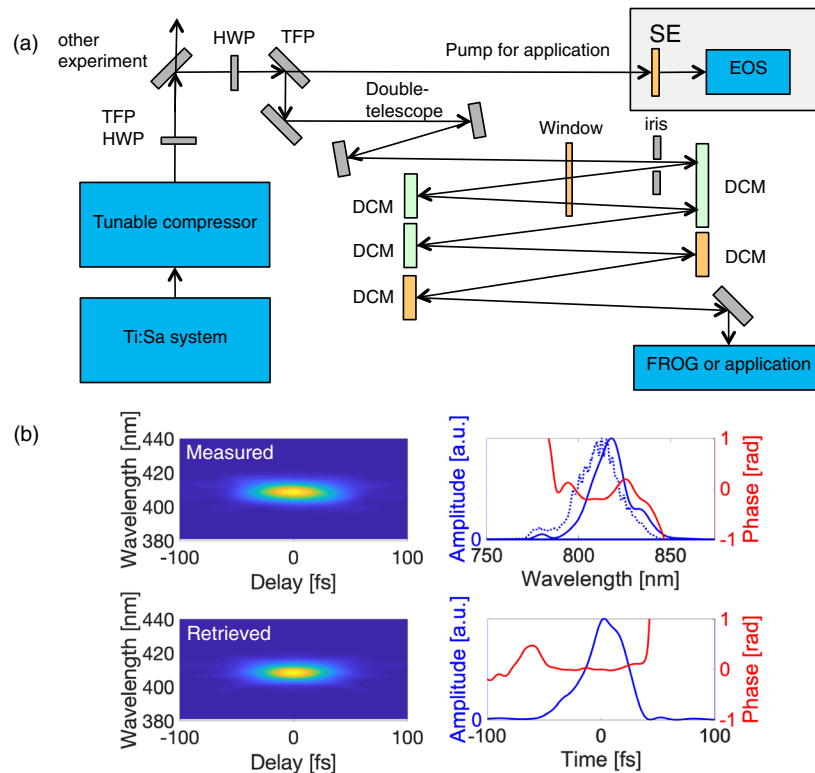 (a)
other
experiment
HWP
TFP
Pump for application
SE
EOS
Double-
telescope
TFP
HWP
Window
iris
DCM
DCM
DCM
DCM
DCM
Tunable compressor
Ti:Sa system
FROG or application
(b)
Measured
Wavelength [nm]
440
420
400
380
-100
0
100
Delay [fs]
Amplitude [a.u.]
0
750
800
850
Wavelength [nm]
1
0
-1
Phase [rad]
Retrieved
Wavelength [nm]
440
420
400
380
-100
0
100
Delay [fs]
Amplitude [a.u.]
0
-100
0
100
Time [fs]
1
0
-1
Phase [rad]